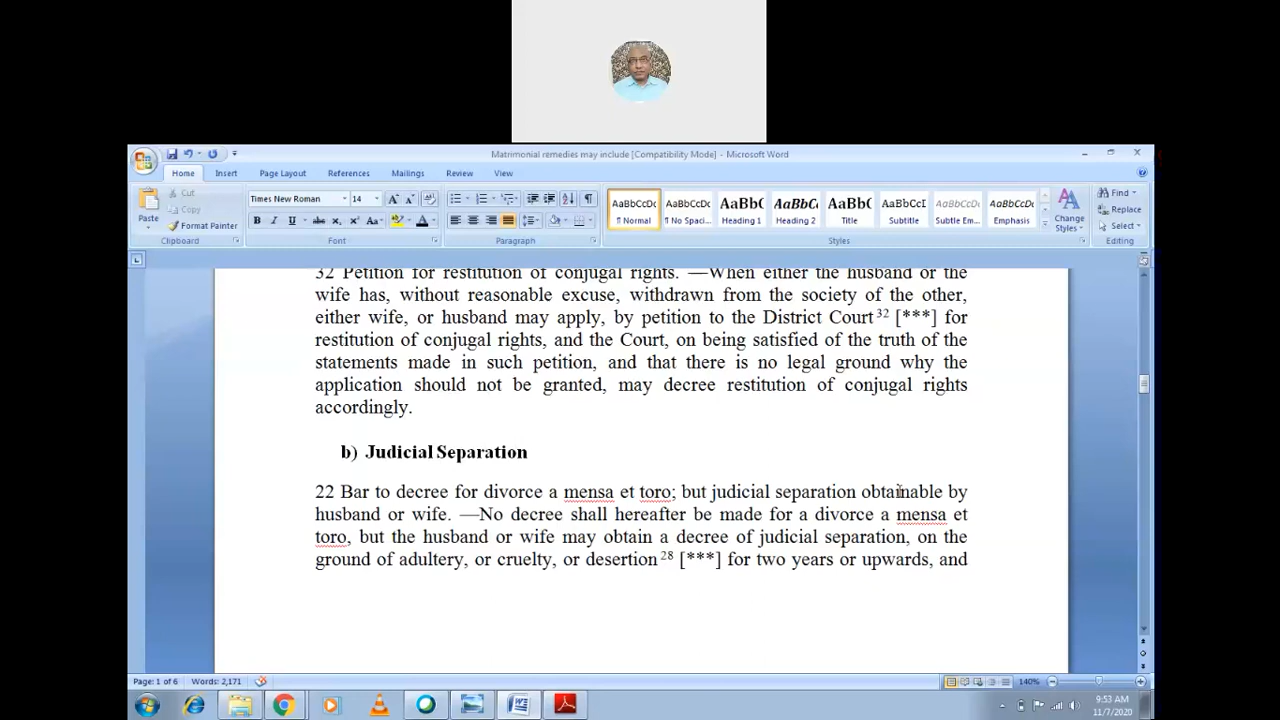 Matrimonial remedies may include [Compatibility Mode] - Microsoft Word
Home Insert Page Layout References Mailings Review View
Cut
Copy
Format Painter
Paste
Clipboard
Times New Roman 14
Font
Paragraph
AaBbCcDc AaBbCcDc AaBbC AaBbCc AaBb( AaBbCcI AaBbCcDc AaBbCcDc
¶ Normal ¶ No Spaci... Heading 1 Heading 2 Title Subtitle Subtle Em... Emphasis
Change
Styles
Styles
Find
Replace
Select
Editing
32 Petition for restitution of conjugal rights. —When either the husband or the
wife has, without reasonable excuse, withdrawn from the society of the other,
either wife, or husband may apply, by petition to the District Court 32 [***] for
restitution of conjugal rights, and the Court, on being satisfied of the truth of the
statements made in such petition, and that there is no legal ground why the
application should not be granted, may decree restitution of conjugal rights
accordingly.
b) Judicial Separation
22 Bar to decree for divorce a mensa et toro; but judicial separation obtainable by
husband or wife. —No decree shall hereafter be made for a divorce a mensa et
toro, but the husband or wife may obtain a decree of judicial separation, on the
ground of adultery, or cruelty, or desertion 28 [***] for two years or upwards, and
Page: 1 of 6 Words: 2,171 140%
9:53 AM
11/7/2020